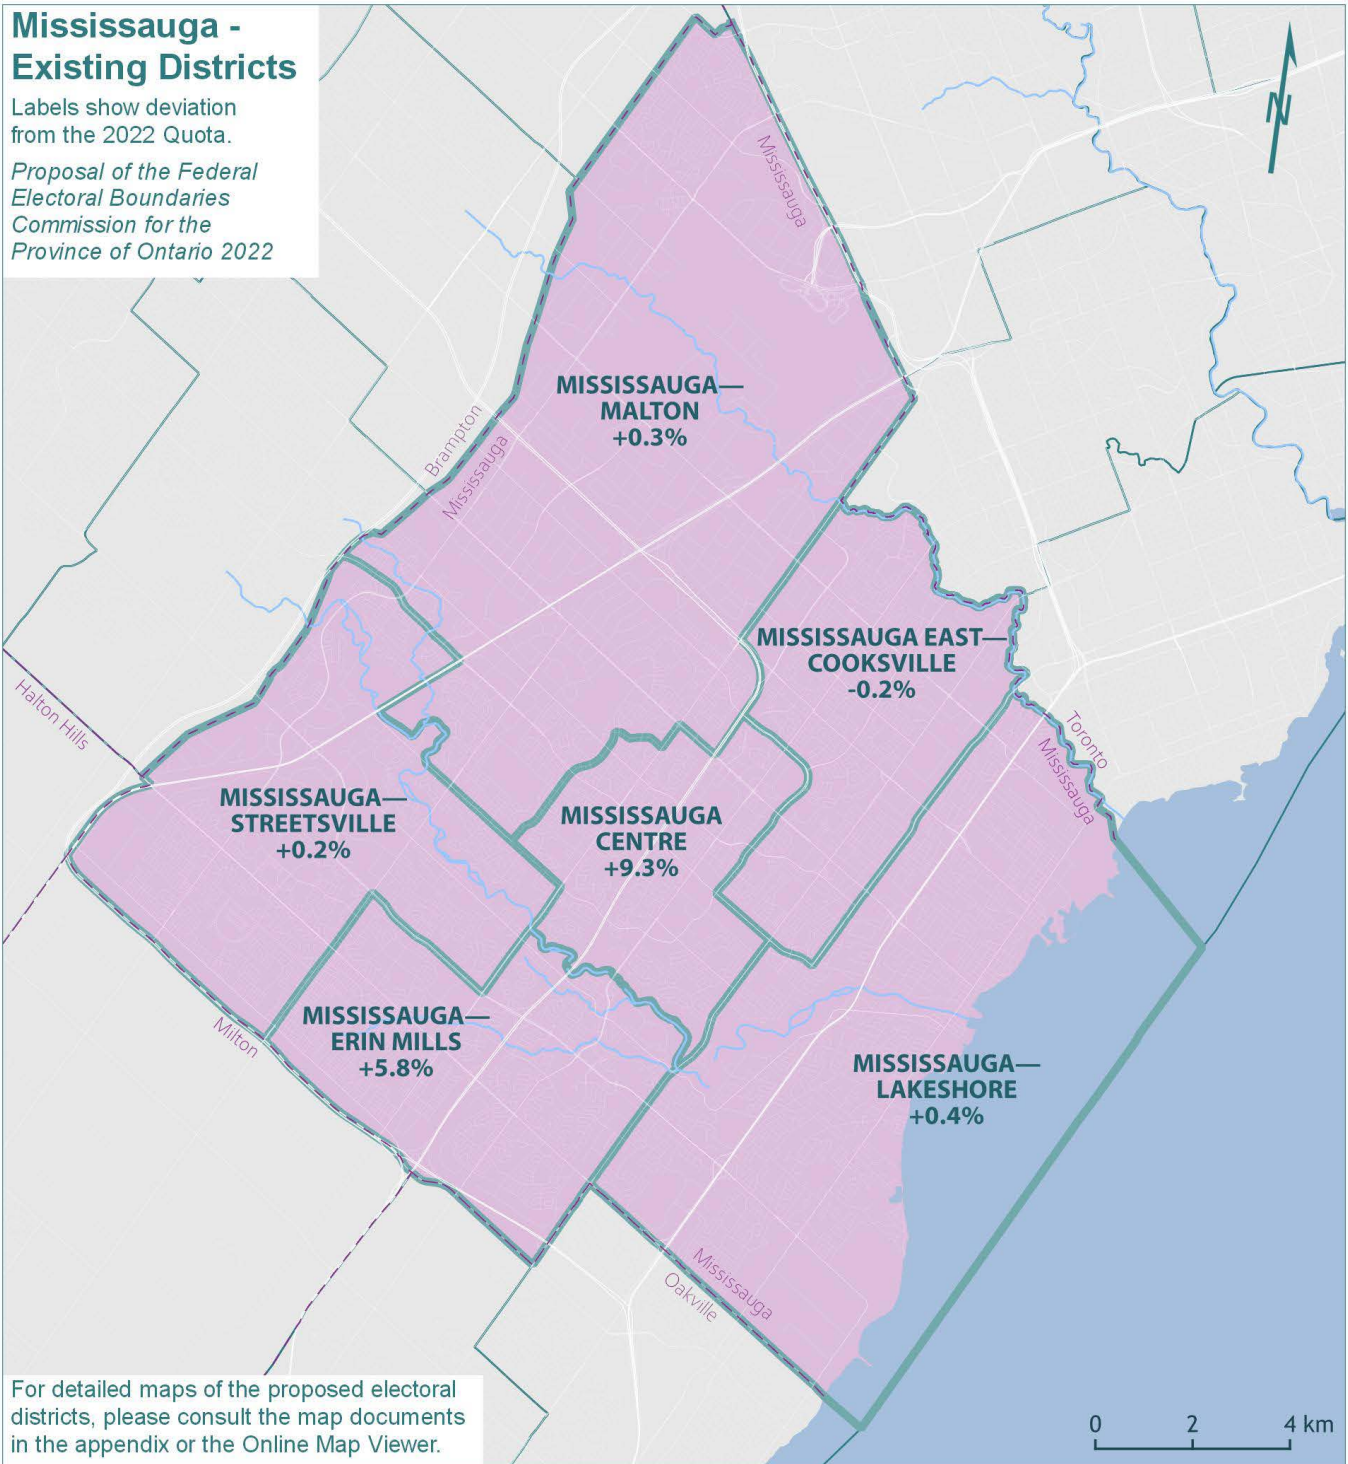 Mississauga -
Existing Districts
Labels show deviation
from the 2022 Quota.
Proposal of the Federal
Electoral Boundaries
Commission for the
Province of Ontario 2022
N
Mississauga
MISSISSAUGA—
MALTON
+0.3%
Brampton
Mississauga
MISSISSAUGA EAST—
COOKSVILLE
-0.2%
Halton Hills
Toronto
Mississauga
MISSISSAUGA—
STREETSVILLE
+0.2%
MISSISSAUGA
CENTRE
+9.3%
MISSISSAUGA—
ERIN MILLS
+5.8%
Milton
MISSISSAUGA—
LAKESHORE
+0.4%
Mississauga
Oakville
For detailed maps of the proposed electoral
districts, please consult the map documents
in the appendix or the Online Map Viewer.
0 2 4 km